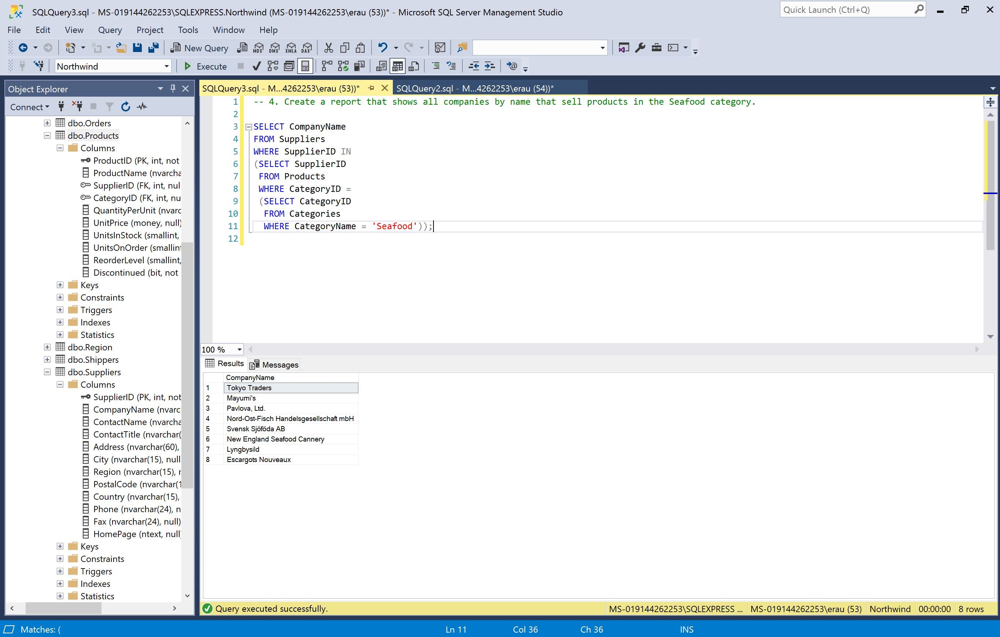 SQLQuery3.sql - MS-019144262253\SQLEXPRESS.Northwind (MS-019144262253\erau (53))* - Microsoft SQL Server Management Studio
Quick Launch (Ctrl+Q)
File Edit View Query Project Tools Window Help
New Query MDX DMX XMLA DAX
Northwind Execute
Object Explorer
Connect
dbo.Orders
dbo.Products
Columns
ProductID (PK, int, not
ProductName (nvarcha
SupplierID (FK, int, nul
CategoryID (FK, int, nu
QuantityPerUnit (nvarc
UnitPrice (money, null)
UnitsInStock (smallint,
UnitsOnOrder (smallint
ReorderLevel (smallint,
Discontinued (bit, not
Keys
Constraints
Triggers
Indexes
Statistics
dbo.Region
dbo.Shippers
dbo.Suppliers
Columns
SupplierID (PK, int, not
CompanyName (nvarc
ContactName (nvarcha
ContactTitle (nvarchar(
Address (nvarchar(60),
City (nvarchar(15), null
Region (nvarchar(15), r
PostalCode (nvarchar(1
Country (nvarchar(15),
Phone (nvarchar(24), n
Fax (nvarchar(24), null)
HomePage (ntext, null)
Keys
Constraints
Triggers
Indexes
Statistics
SQLQuery3.sql - M...4262253\erau (53))* SQLQuery2.sql - M...4262253\erau (54))*
1 -- 4. Create a report that shows all companies by name that sell products in the Seafood category.
2
3 SELECT CompanyName
4 FROM Suppliers
5 WHERE SupplierID IN
6 (SELECT SupplierID
7 FROM Products
8 WHERE CategoryID =
9 (SELECT CategoryID
10 FROM Categories
11 WHERE CategoryName = 'Seafood'));
12
100 %
Results Messages
CompanyName
1 Tokyo Traders
2 Mayumi's
3 Pavlova, Ltd.
4 Nord-Ost-Fisch Handelsgesellschaft mbH
5 Svensk Sjöföda AB
6 New England Seafood Cannery
7 Lyngbysild
8 Escargots Nouveaux
Query executed successfully. MS-019144262253\SQLEXPRESS ... MS-019144262253\erau (53) Northwind 00:00:00 8 rows
Matches: ( Ln 11 Col 36 Ch 36 INS